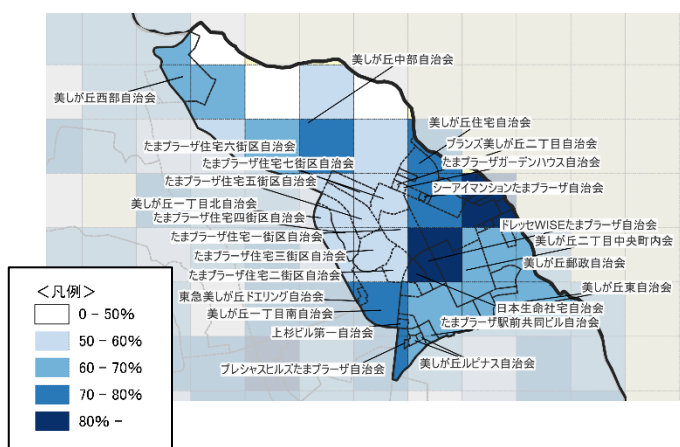 美しが丘中部自治会
美しが丘西部自治会
美しが丘住宅自治会
たまプラーザ住宅六街区自治会
ブランズ美しが丘二丁目自治会
たまプラーザ住宅七街区自治会
たまプラーザガーデンハウス自治会
たまプラーザ住宅五街区自治会
シーアイマンションたまプラーザ自治会
美しが丘一丁目北自治会
たまプラーザ住宅四街区自治会
ドレッセWISEたまプラーザ自治会
たまプラーザ住宅一街区自治会
美しが丘二丁目中央町内会
たまプラーザ住宅三街区自治会
美しが丘郵政自治会
たまプラーザ住宅二街区自治会
美しが丘東自治会
東急美しが丘ドエリング自治会
日本生命社宅自治会
美しが丘一丁目南自治会
たまプラーザ駅前共同ビル自治会
上杉ビル第一自治会
美しが丘ルピナス自治会
プレシャスヒルズたまプラーザ自治会
＜凡例＞
0 - 50%
50 - 60%
60 - 70%
70 - 80%
80% -